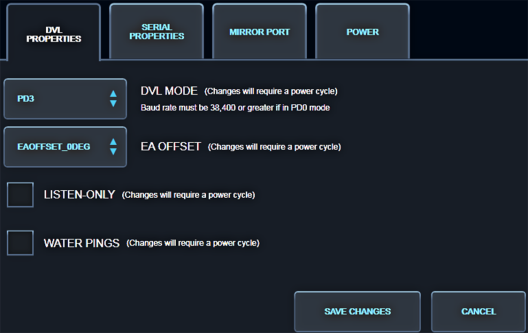 DVL
PROPERTIES
SERIAL
PROPERTIES
MIRROR PORT
POWER
PD3
DVL MODE (Changes will require a power cycle)
Baud rate must be 38,400 or greater if in PD0 mode
EAOFFSET_0DEG
EA OFFSET (Changes will require a power cycle)
LISTEN-ONLY (Changes will require a power cycle)
WATER PINGS (Changes will require a power cycle)
SAVE CHANGES
CANCEL